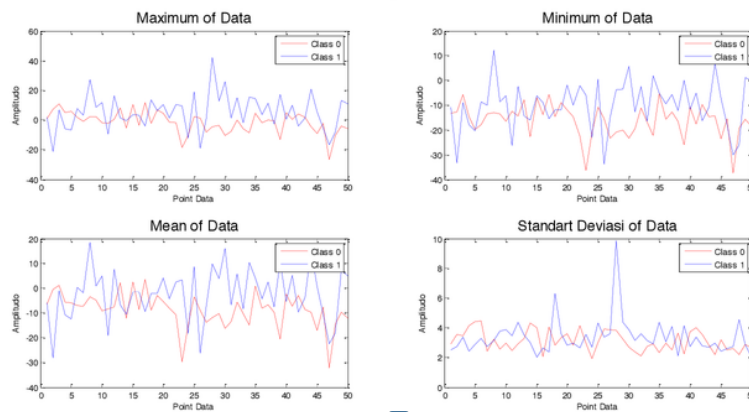 Maximum of Data
60
40
20
0
-20
-40
0 5 10 15 20 25 30 35 40 45 50
Amplitudo
Point Data
Class 0
Class 1
Minimum of Data
20
10
0
-10
-20
-30
-40
0 5 10 15 20 25 30 35 40 45 50
Amplitudo
Point Data
Class 0
Class 1
Mean of Data
20
10
0
-10
-20
-30
-40
0 5 10 15 20 25 30 35 40 45 50
Amplitudo
Point Data
Class 0
Class 1
Standart Deviasi of Data
10
8
6
4
2
0
0 5 10 15 20 25 30 35 40 45 50
Amplitudo
Point Data
Class 0
Class 1